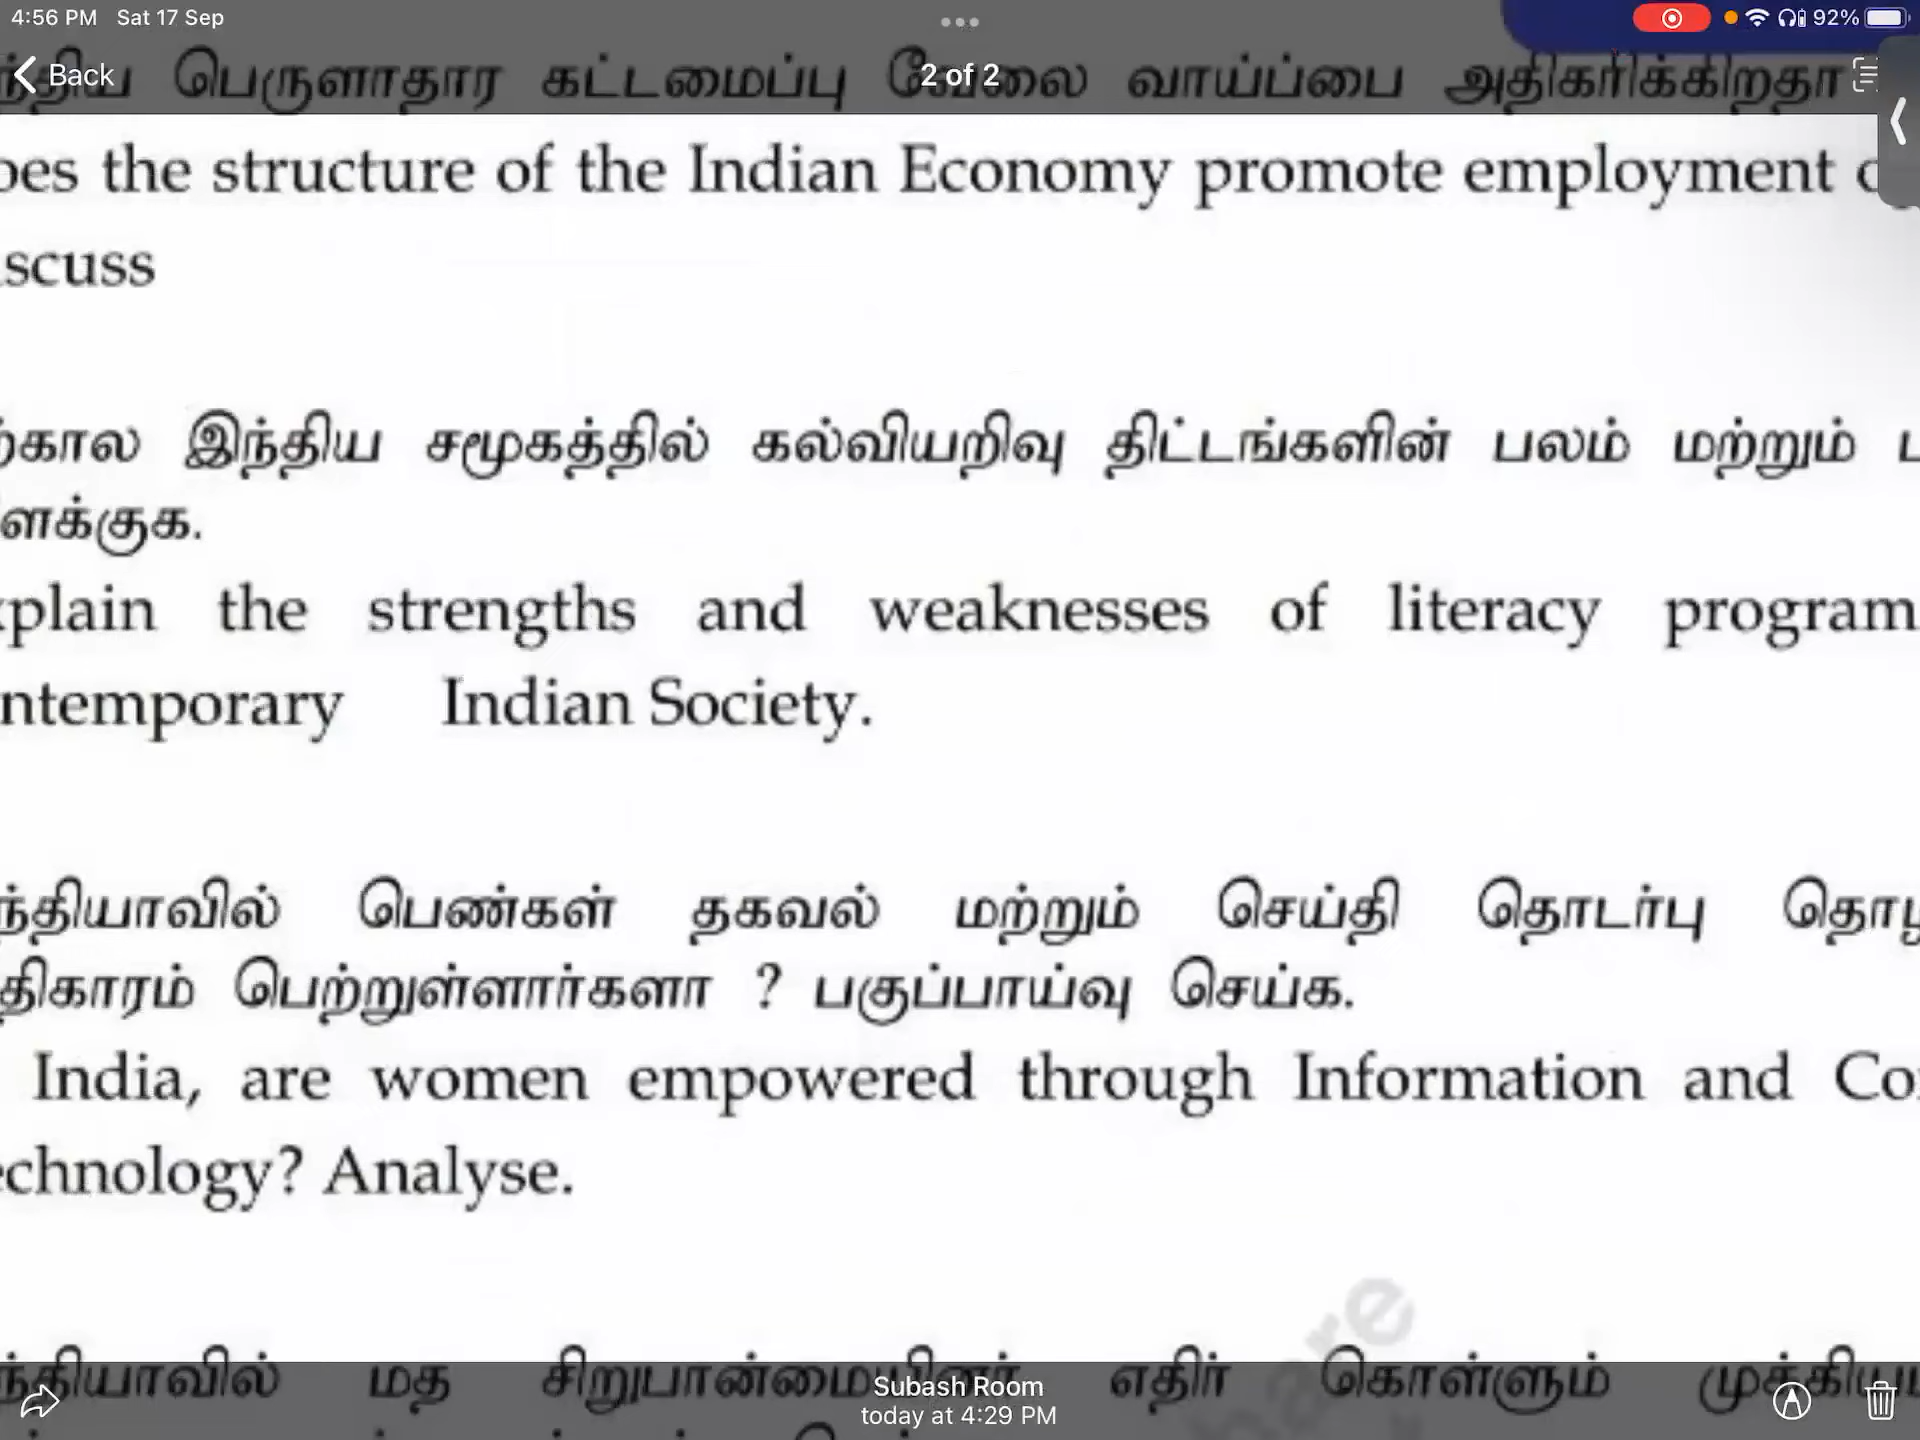 4:56 PM Sat 17 Sep
92%
Back
2 of 2
ந்திய பெருளாதார கட்டமைப்பு வேலை வாய்ப்பை அதிகரிக்கிறதா
oes the structure of the Indian Economy promote employment
scuss
ற்கால இந்திய சமூகத்தில் கல்வியறிவு திட்டங்களின் பலம் மற்றும்
ளக்குக.
plain the strengths and weaknesses of literacy program
ntemporary Indian Society.
ந்தியாவில் பெண்கள் தகவல் மற்றும் செய்தி தொடர்பு தொழ
திகாரம் பெற்றுள்ளார்களா ? பகுப்பாய்வு செய்க.
India, are women empowered through Information and Co
echnology? Analyse.
ந்தியாவில் மத சிறுபான்மையினர் எதிர் கொள்ளும்
Subash Room
today at 4:29 PM